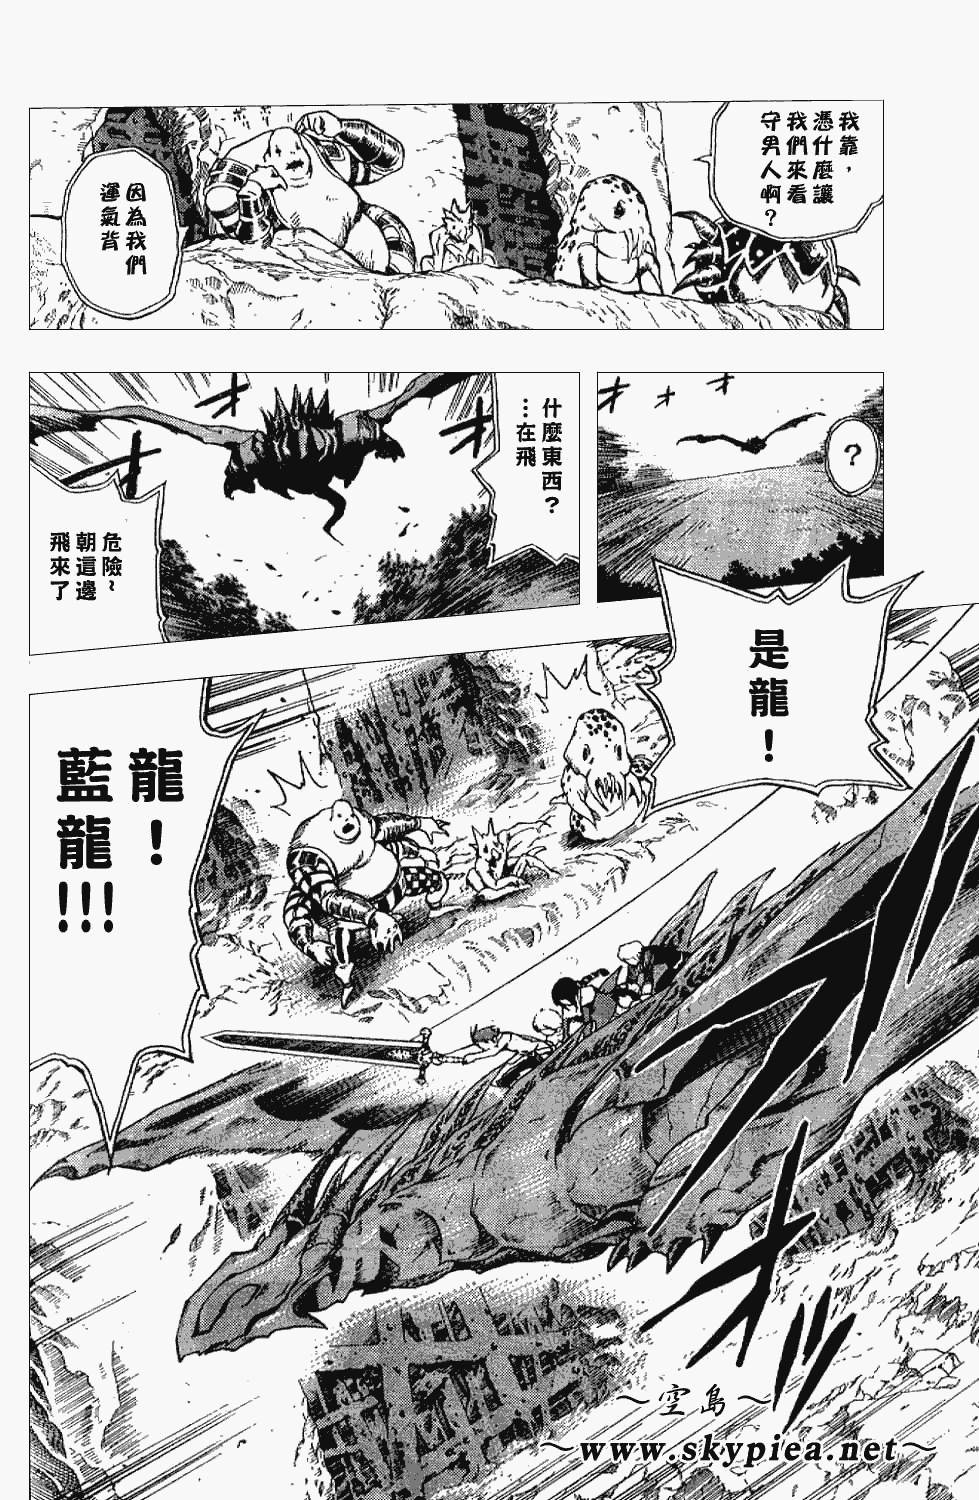 我靠，
憑什麼讓
我們來看
守男人啊？
因為我們
運氣背
？
什麼東西？
…在飛
危險~
朝這邊
飛來了
是龍！
龍！
藍龍!!!
～空島～
～www.skypiea.net～